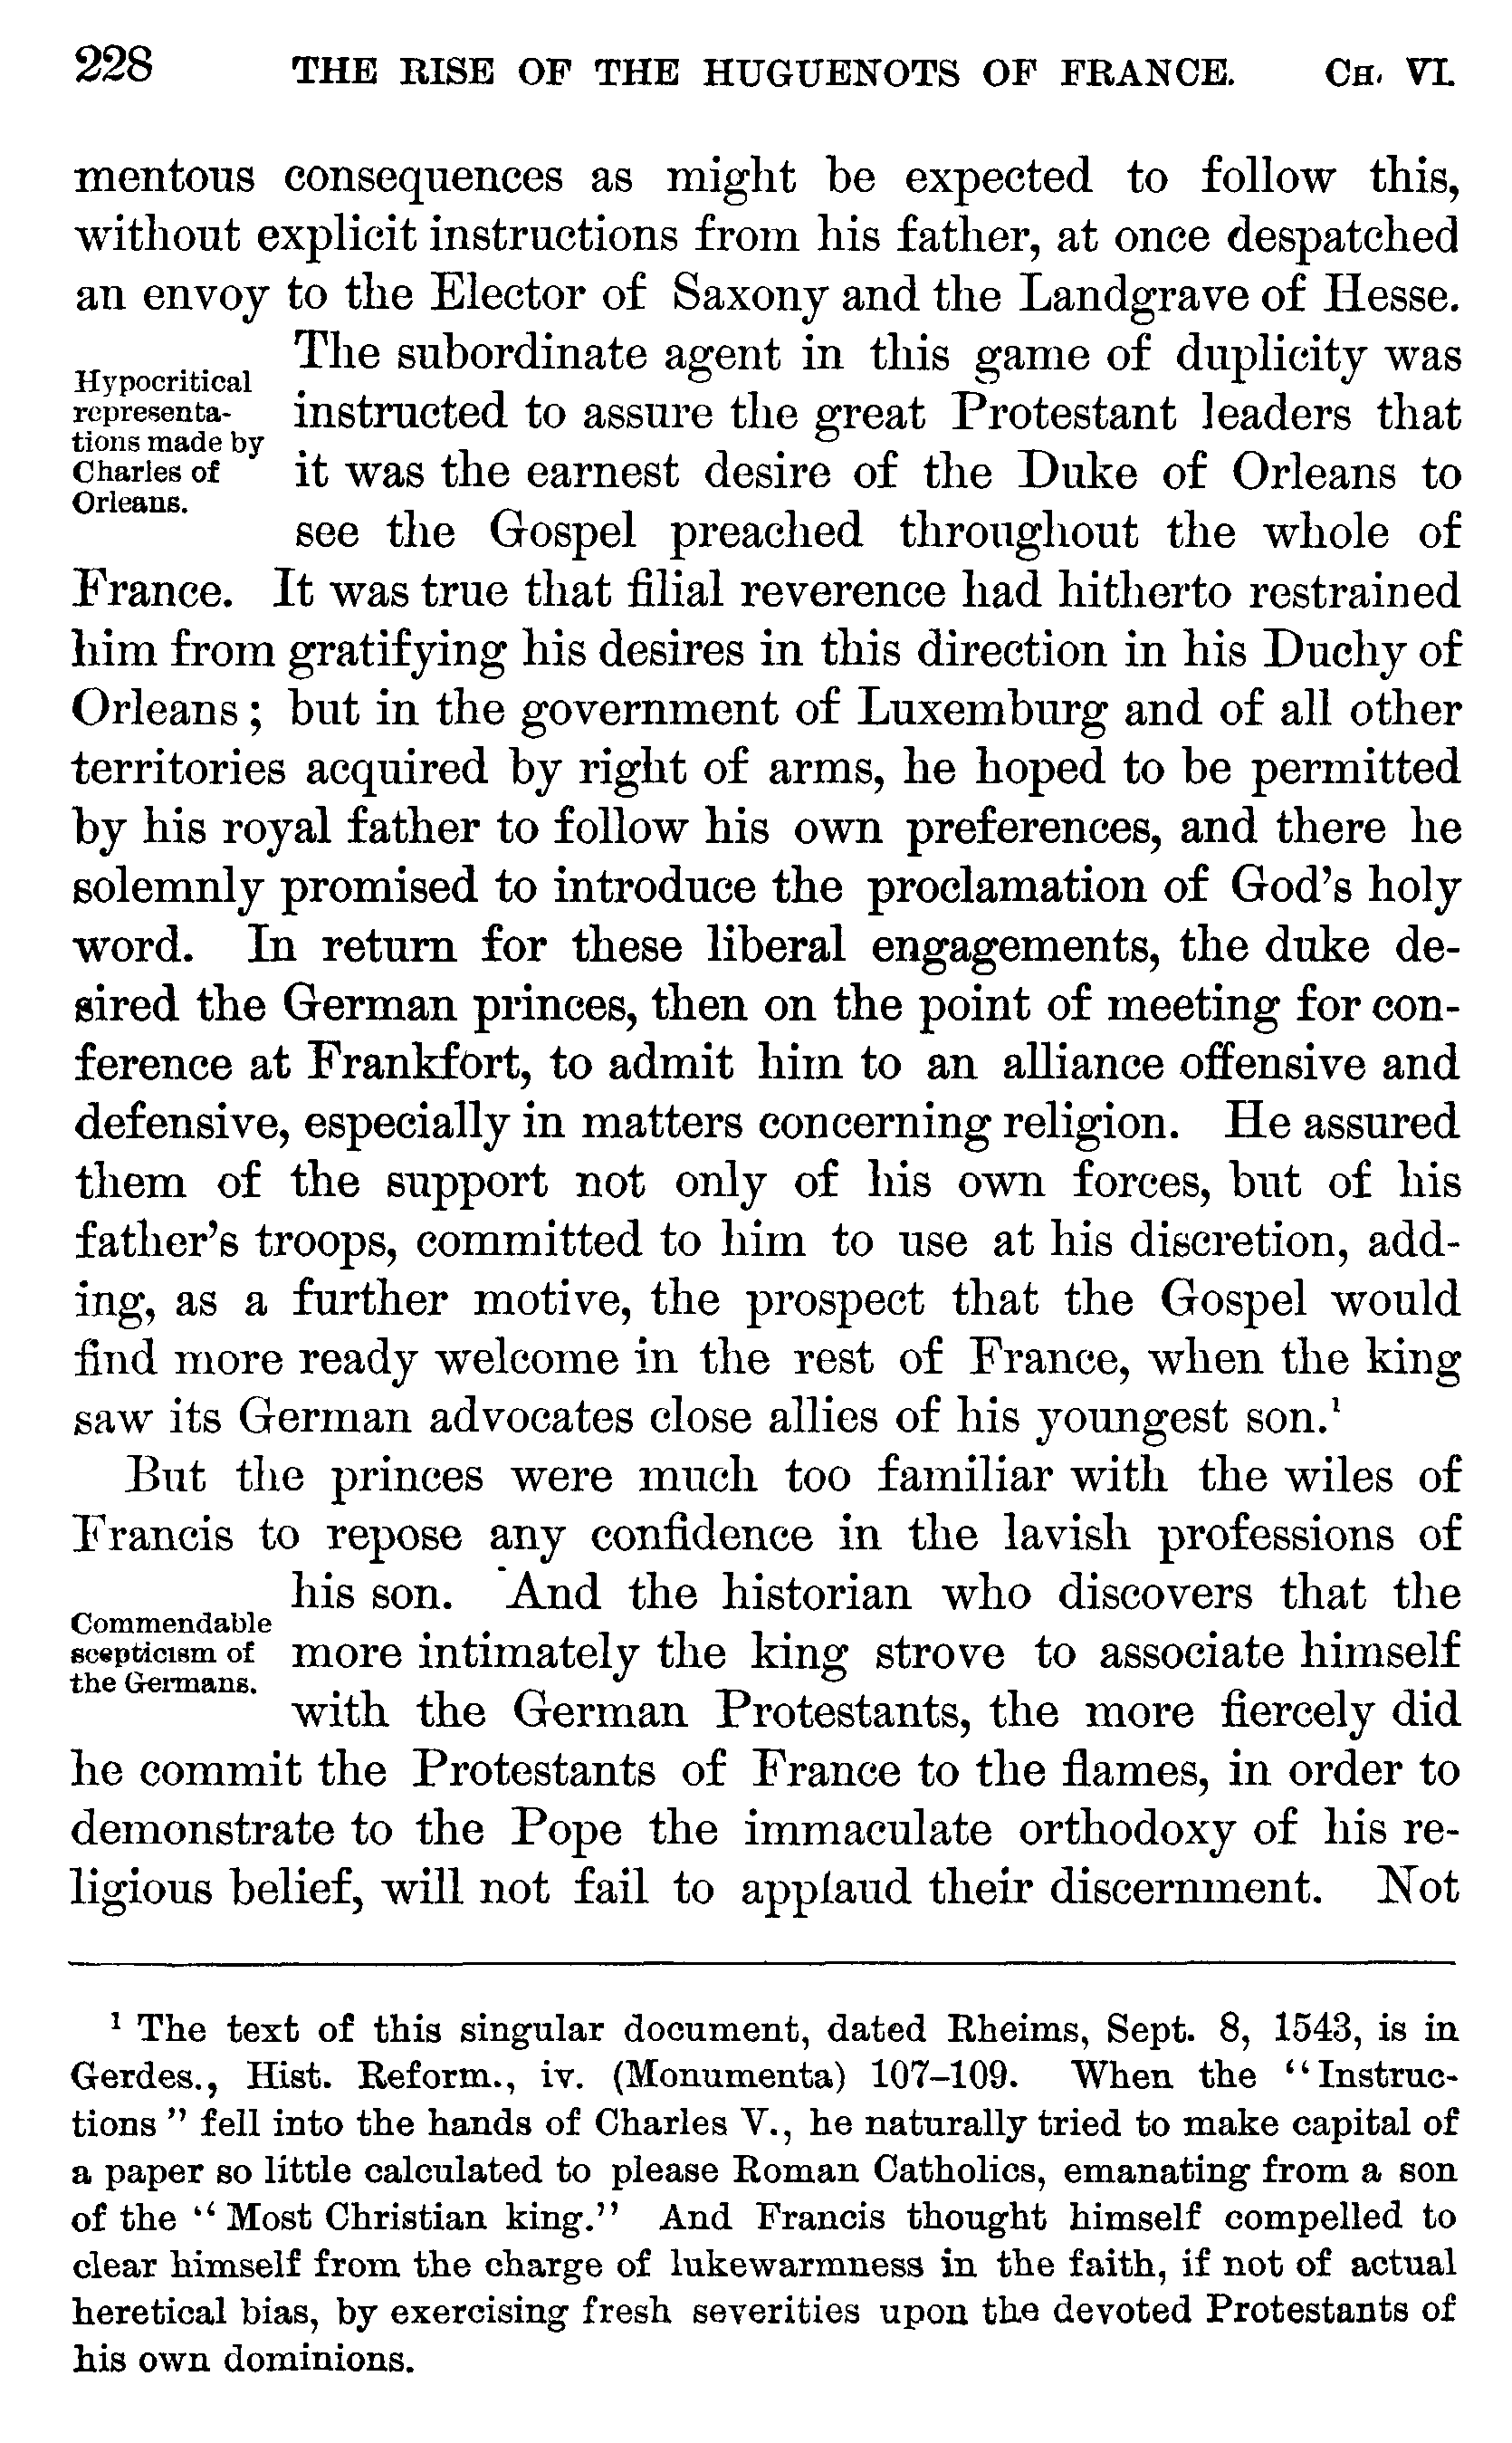 228 THE RISE OF THE HUGUENOTS OF FRANCE. CH. VI.
mentous consequences as might be expected to follow this,
without explicit instructions from his father, at once despatched
an envoy to the Elector of Saxony and the Landgrave of Hesse.
Hypocritical
representa-
tions made by
Charles of
Orleans.
The subordinate agent in this game of duplicity was
instructed to assure the great Protestant leaders that
it was the earnest desire of the Duke of Orleans to
see the Gospel preached throughout the whole of
France. It was true that filial reverence had hitherto restrained
him from gratifying his desires in this direction in his Duchy of
Orleans; but in the government of Luxemburg and of all other
territories acquired by right of arms, he hoped to be permitted
by his royal father to follow his own preferences, and there he
solemnly promised to introduce the proclamation of God's holy
word. In return for these liberal engagements, the duke de-
sired the German princes, then on the point of meeting for con-
ference at Frankfort, to admit him to an alliance offensive and
defensive, especially in matters concerning religion. He assured
them of the support not only of his own forces, but of his
father's troops, committed to him to use at his discretion, add-
ing, as a further motive, the prospect that the Gospel would
find more ready welcome in the rest of France, when the king
saw its German advocates close allies of his youngest son.¹
But the princes were much too familiar with the wiles of
Francis to repose any confidence in the lavish professions of
Commendable
scepticism of
the Germans.
his son. And the historian who discovers that the
more intimately the king strove to associate himself
with the German Protestants, the more fiercely did
he commit the Protestants of France to the flames, in order to
demonstrate to the Pope the immaculate orthodoxy of his re-
ligious belief, will not fail to applaud their discernment. Not
¹ The text of this singular document, dated Rheims, Sept. 8, 1543, is in
Gerdes., Hist. Reform., iv. (Monumenta) 107–109. When the "Instruc-
tions" fell into the hands of Charles V., he naturally tried to make capital of
a paper so little calculated to please Roman Catholics, emanating from a son
of the "Most Christian king." And Francis thought himself compelled to
clear himself from the charge of lukewarmness in the faith, if not of actual
heretical bias, by exercising fresh severities upon the devoted Protestants of
his own dominions.